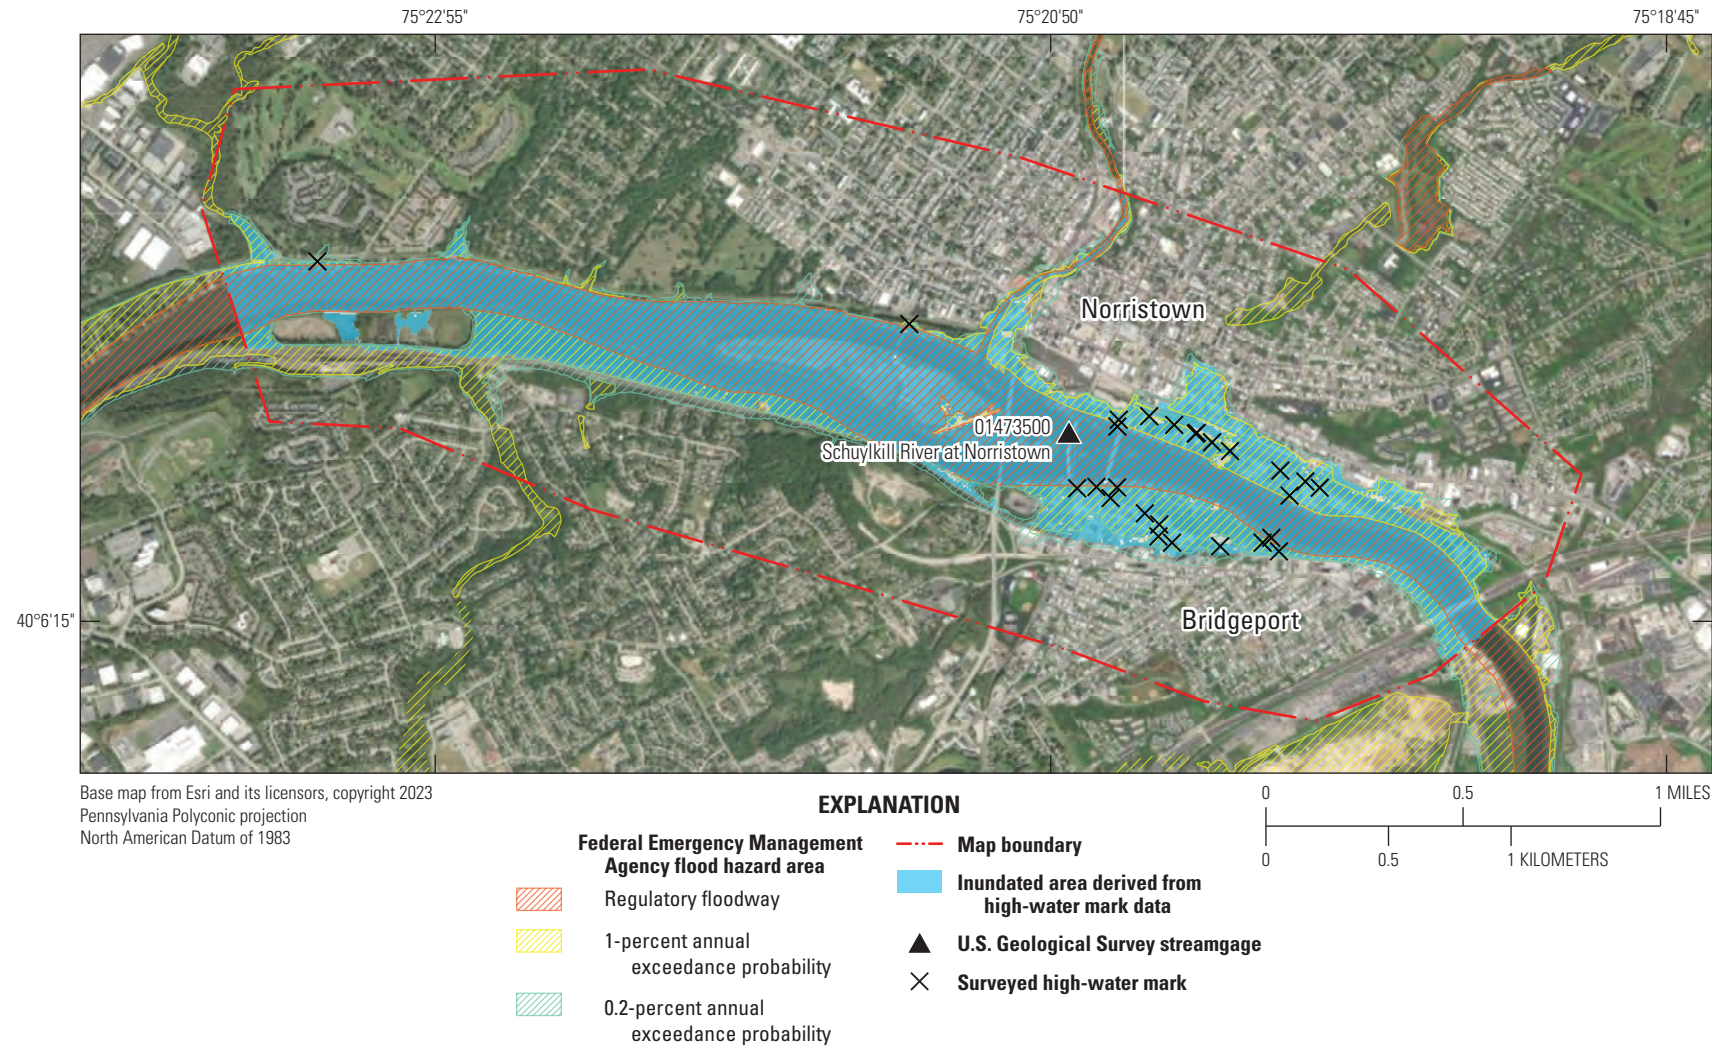 75°22'55"
75°20'50"
75°18'45"
Norristown
01473500
Schuylkill River at Norristown
40°6'15"
Bridgeport
Base map from Esri and its licensors, copyright 2023
Pennsylvania Polyconic projection
North American Datum of 1983
EXPLANATION
Federal Emergency Management
Agency flood hazard area
Regulatory floodway
1-percent annual
exceedance probability
0.2-percent annual
exceedance probability
Map boundary
Inundated area derived from
high-water mark data
U.S. Geological Survey streamgage
Surveyed high-water mark
0 0.5 1 MILES
0 0.5 1 KILOMETERS